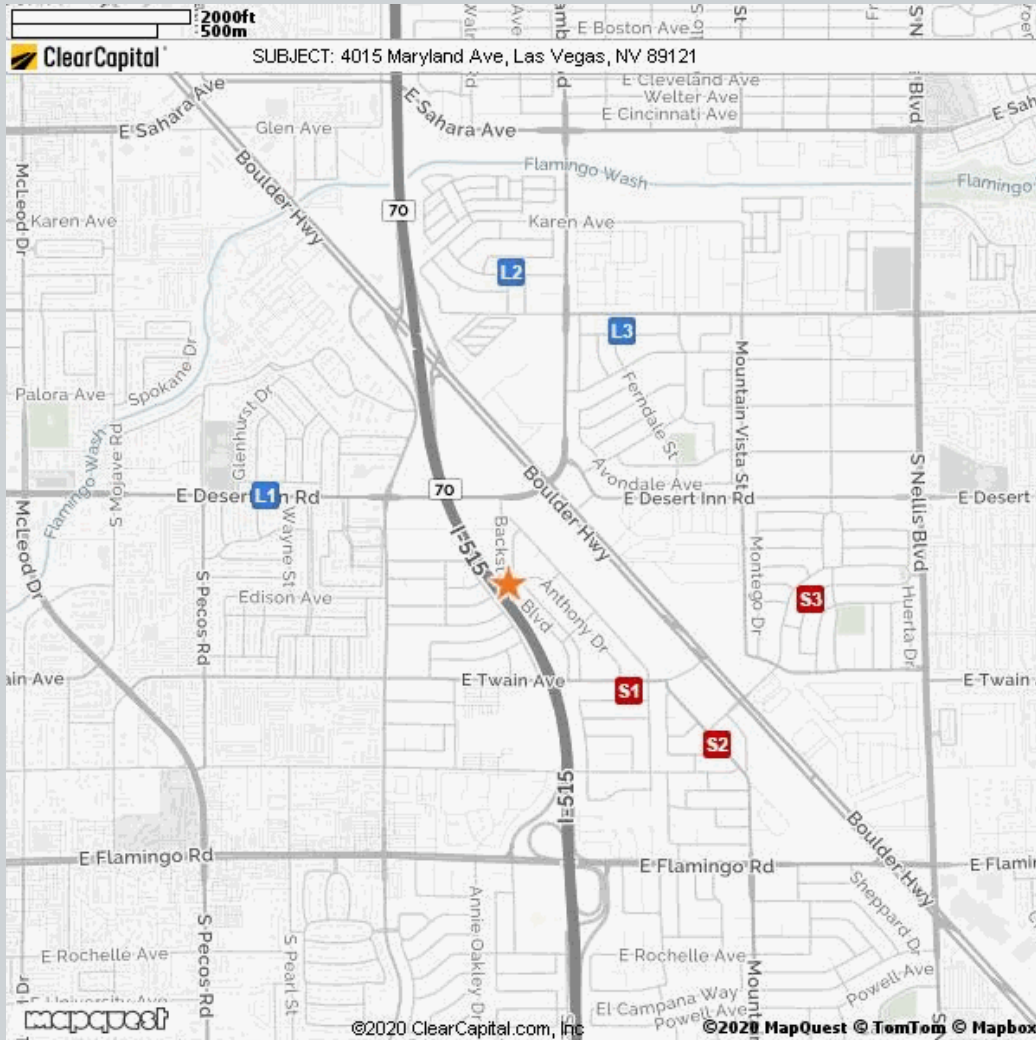 2000ft
500m
E Boston Ave
ClearCapital
SUBJECT: 4015 Maryland Ave, Las Vegas, NV 89121
E Sahara Ave
Glen Ave
E Sahara Ave
E Cleveland Ave
Welter Ave
E Cincinnati Ave
Blvd
McLeod Dr
Boulder Hwy
Flamingo Wash
Flamingo
Karen Ave
70
Karen Ave
L2
L3
Spokane Dr
Palora Ave
Glenhurst Dr
Ferndale St
Mountain Vista St
Flamingo Wash
S Mojave Rd
S Nellis Blvd
Avondale Ave
E Desert Inn Rd
L1
70
Boulder Hwy
E Desert Inn Rd
E Desert
McLeod Dr
Wayne St
I-515
Montego Dr
Edison Ave
Blvd
Anthony Dr
S3
Huerta Dr
S Pecos Rd
E Twain Ave
E Twain
S1
S2
I-515
Boulder Hwy
E Flamingo Rd
E Flamingo Rd
Sheppard Dr
S Pecos Rd
S Pearl St
Annie Oakley Dr
E Rochelle Ave
E Rochelle Ave
Powell Ave
El Campana Way
Powell Ave
mapquest
©2020 ClearCapital.com, Inc
©2020 MapQuest © TomTom © Mapbox